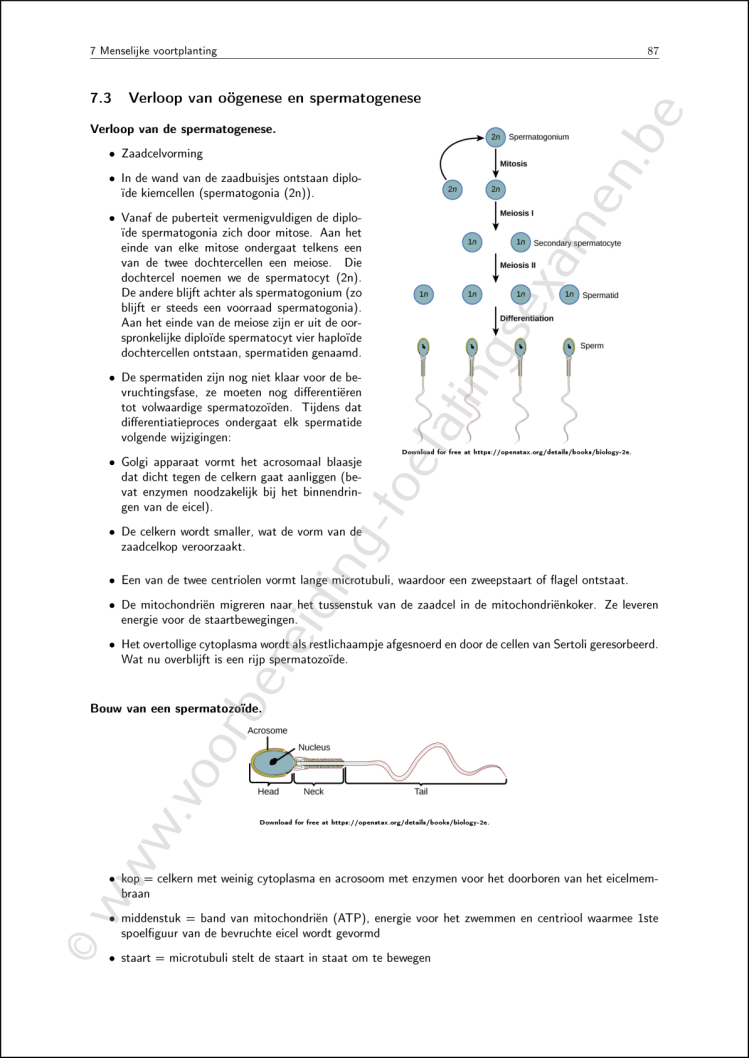 7 Menselijke voortplanting 87
7.3 Verloop van oögenese en spermatogenese
Verloop van de spermatogenese.
• Zaadcelvorming
• In de wand van de zaadbuisjes ontstaan diplo-
ïde kiemcellen (spermatogonia (2n)).
• Vanaf de puberteit vermenigvuldigen de diplo-
ïde spermatogonia zich door mitose. Aan het
einde van elke mitose ondergaat telkens een
van de twee dochtercellen een meiose. Die
dochtercel noemen we de spermatocyt (2n).
De andere blijft achter als spermatogonium (zo
blijft er steeds een voorraad spermatogonia).
Aan het einde van de meiose zijn er uit de oor-
spronkelijke diploïde spermatocyt vier haploïde
dochtercellen ontstaan, spermatiden genaamd.
• De spermatiden zijn nog niet klaar voor de be-
vruchtingsfase, ze moeten nog differentiëren
tot volwaardige spermatozoïden. Tijdens dat
differentiatieproces ondergaat elk spermatide
volgende wijzigingen:
• Golgi apparaat vormt het acrosomaal blaasje
dat dicht tegen de celkern gaat aanliggen (be-
vat enzymen noodzakelijk bij het binnendrin-
gen van de eicel).
• De celkern wordt smaller, wat de vorm van de
zaadcelkop veroorzaakt.
2n Spermatogonium
Mitosis
2n 2n
Meiosis I
1n 1n Secondary spermatocyte
Meiosis II
1n 1n 1n 1n Spermatid
Differentiation
Sperm
Download for free at https://openstax.org/details/books/biology-2e.
• Een van de twee centriolen vormt lange microtubuli, waardoor een zweepstaart of flagel ontstaat.
• De mitochondriën migreren naar het tussenstuk van de zaadcel in de mitochondriënkoker. Ze leveren
energie voor de staartbewegingen.
• Het overtollige cytoplasma wordt als restlichaampje afgesnoerd en door de cellen van Sertoli geresorbeerd.
Wat nu overblijft is een rijp spermatozoïde.
Bouw van een spermatozoïde.
Acrosome
Nucleus
Head Neck Tail
Download for free at https://openstax.org/details/books/biology-2e.
• kop = celkern met weinig cytoplasma en acrosoom met enzymen voor het doorboren van het eicelmem-
braan
• middenstuk = band van mitochondriën (ATP), energie voor het zwemmen en centriool waarmee 1ste
spoelfiguur van de bevruchte eicel wordt gevormd
• staart = microtubuli stelt de staart in staat om te bewegen
© www.voorbereiding-toelatingsexamen.be